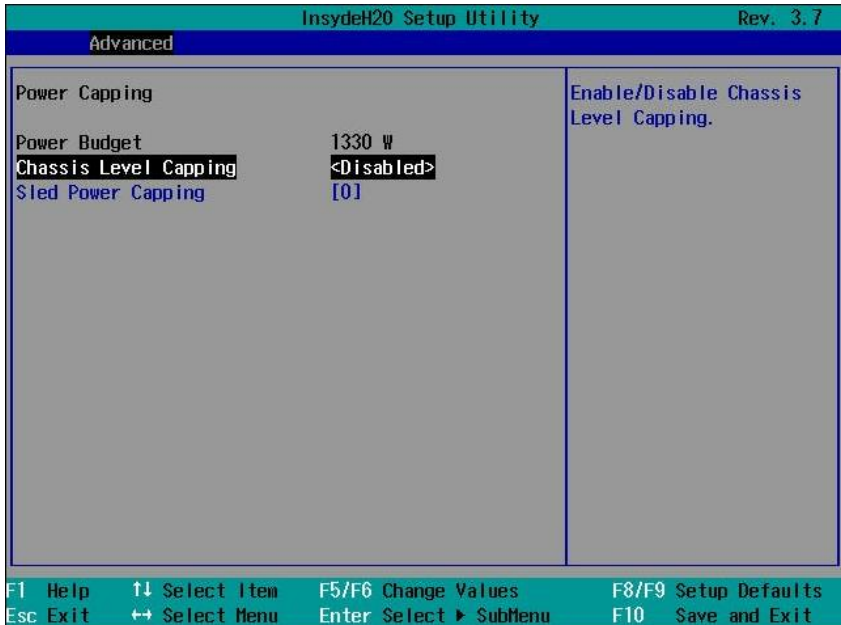 InsydeH20 Setup Utility Rev. 3.7
Advanced
Power Capping
Power Budget 1330 W
Chassis Level Capping <Disabled>
Sled Power Capping [0]
Enable/Disable Chassis
Level Capping.
F1 Help ↑↓ Select Item F5/F6 Change Values F8/F9 Setup Defaults
Esc Exit ↔ Select Menu Enter Select ▶ SubMenu F10 Save and Exit